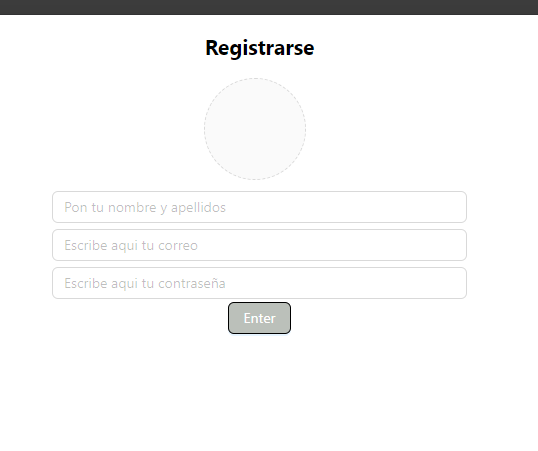 Registrarse
Pon tu nombre y apellidos
Escribe aqui tu correo
Escribe aqui tu contraseña
Enter